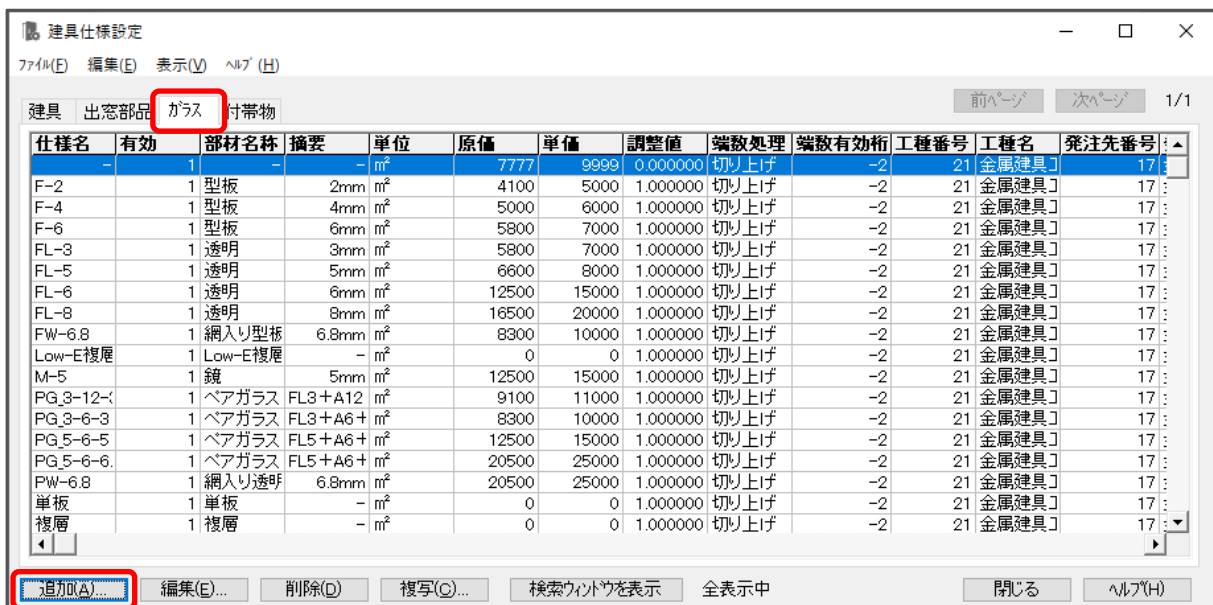 建具仕様設定
ﾌｧｲﾙ(F) 編集(E) 表示(V) ﾍﾙﾌﾟ(H)
建具 出窓部品 ガラス 付帯物 前ﾍﾟｰｼﾞ 次ﾍﾟｰｼﾞ 1/1
仕様名 有効 部材名称 摘要 単位 原価 単価 調整値 端数処理 端数有効桁 工種番号 工種名 発注先番号
- 1 - - ㎡ 7777 9999 0.000000 切り上げ -2 21 金属建具工 17
F-2 1 型板 2mm ㎡ 4100 5000 1.000000 切り上げ -2 21 金属建具工 17
F-4 1 型板 4mm ㎡ 5000 6000 1.000000 切り上げ -2 21 金属建具工 17
F-6 1 型板 6mm ㎡ 5800 7000 1.000000 切り上げ -2 21 金属建具工 17
FL-3 1 透明 3mm ㎡ 5800 7000 1.000000 切り上げ -2 21 金属建具工 17
FL-5 1 透明 5mm ㎡ 6600 8000 1.000000 切り上げ -2 21 金属建具工 17
FL-6 1 透明 6mm ㎡ 12500 15000 1.000000 切り上げ -2 21 金属建具工 17
FL-8 1 透明 8mm ㎡ 16500 20000 1.000000 切り上げ -2 21 金属建具工 17
FW-6.8 1 網入り型板 6.8mm ㎡ 8300 10000 1.000000 切り上げ -2 21 金属建具工 17
Low-E複層 1 Low-E複層 - ㎡ 0 0 1.000000 切り上げ -2 21 金属建具工 17
M-5 1 鏡 5mm ㎡ 12500 15000 1.000000 切り上げ -2 21 金属建具工 17
PG_3-12- 1 ペアガラス FL3+A12 ㎡ 9100 11000 1.000000 切り上げ -2 21 金属建具工 17
PG_3-6-3 1 ペアガラス FL3+A6+ ㎡ 8300 10000 1.000000 切り上げ -2 21 金属建具工 17
PG_5-6-5 1 ペアガラス FL5+A6+ ㎡ 12500 15000 1.000000 切り上げ -2 21 金属建具工 17
PG_5-6-6. 1 ペアガラス FL5+A6+ ㎡ 20500 25000 1.000000 切り上げ -2 21 金属建具工 17
PW-6.8 1 網入り透明 6.8mm ㎡ 20500 25000 1.000000 切り上げ -2 21 金属建具工 17
単板 1 単板 - ㎡ 0 0 1.000000 切り上げ -2 21 金属建具工 17
複層 1 複層 - ㎡ 0 0 1.000000 切り上げ -2 21 金属建具工 17
追加(A)... 編集(E)... 削除(D) 複写(C)... 検索ｳｨﾝﾄﾞｳを表示 全表示中 閉じる ﾍﾙﾌﾟ(H)